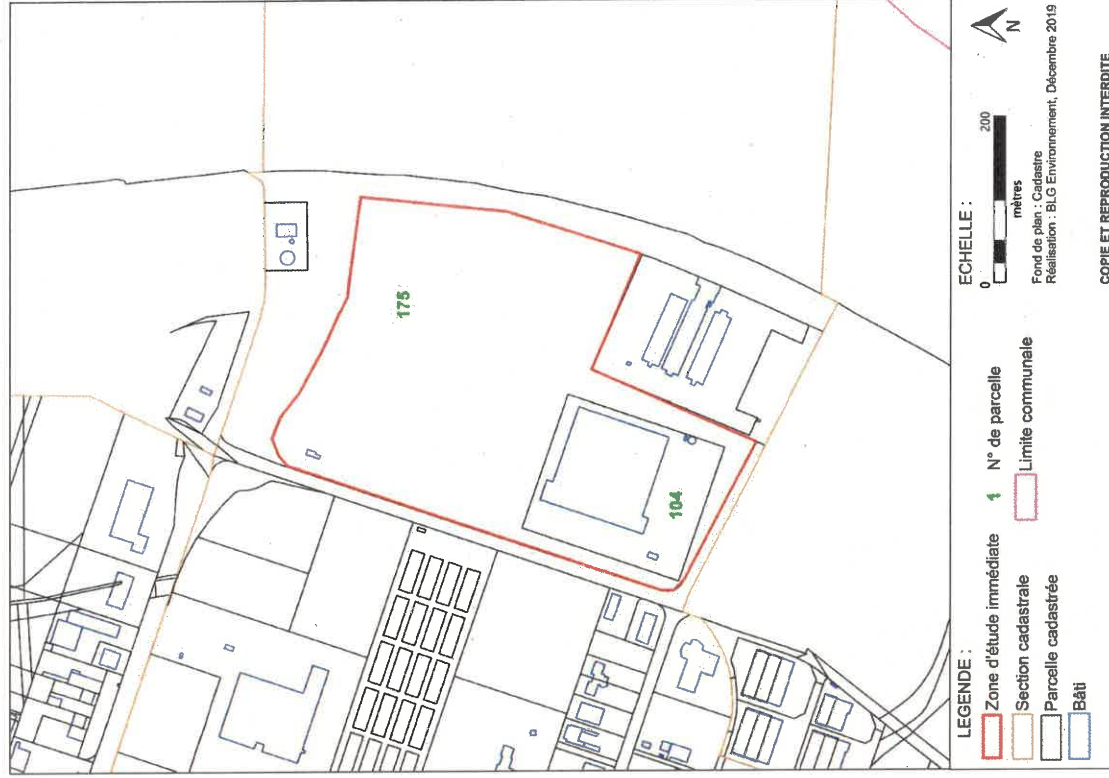 175
104
LEGENDE :
Zone d'étude immédiate
Section cadastrale
Parcelle cadastrée
Bâti
1 N° de parcelle
Limite communale
ECHELLE :
0 200
mètres
Fond de plan : Cadastre
Réalisation : BLG Environnement, Décembre 2019
N
COPIE ET REPRODUCTION INTERDITE